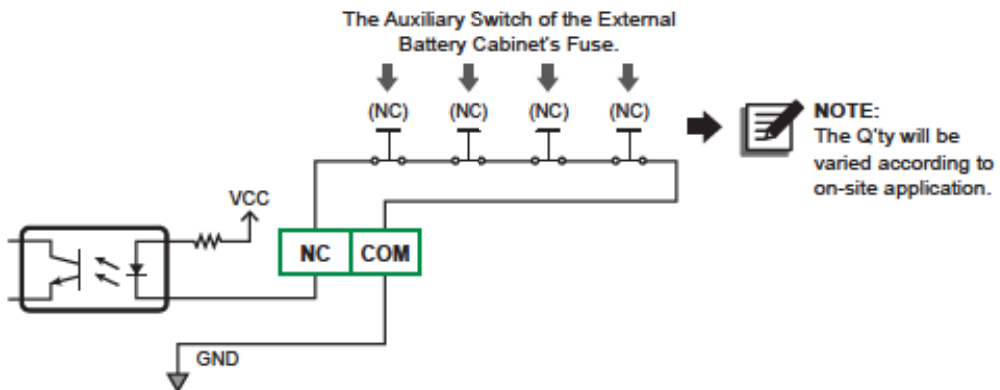 The Auxiliary Switch of the External
Battery Cabinet's Fuse.
(NC) (NC) (NC) (NC)
NOTE:
The Q'ty will be
varied according to
on-site application.
VCC
NC COM
GND